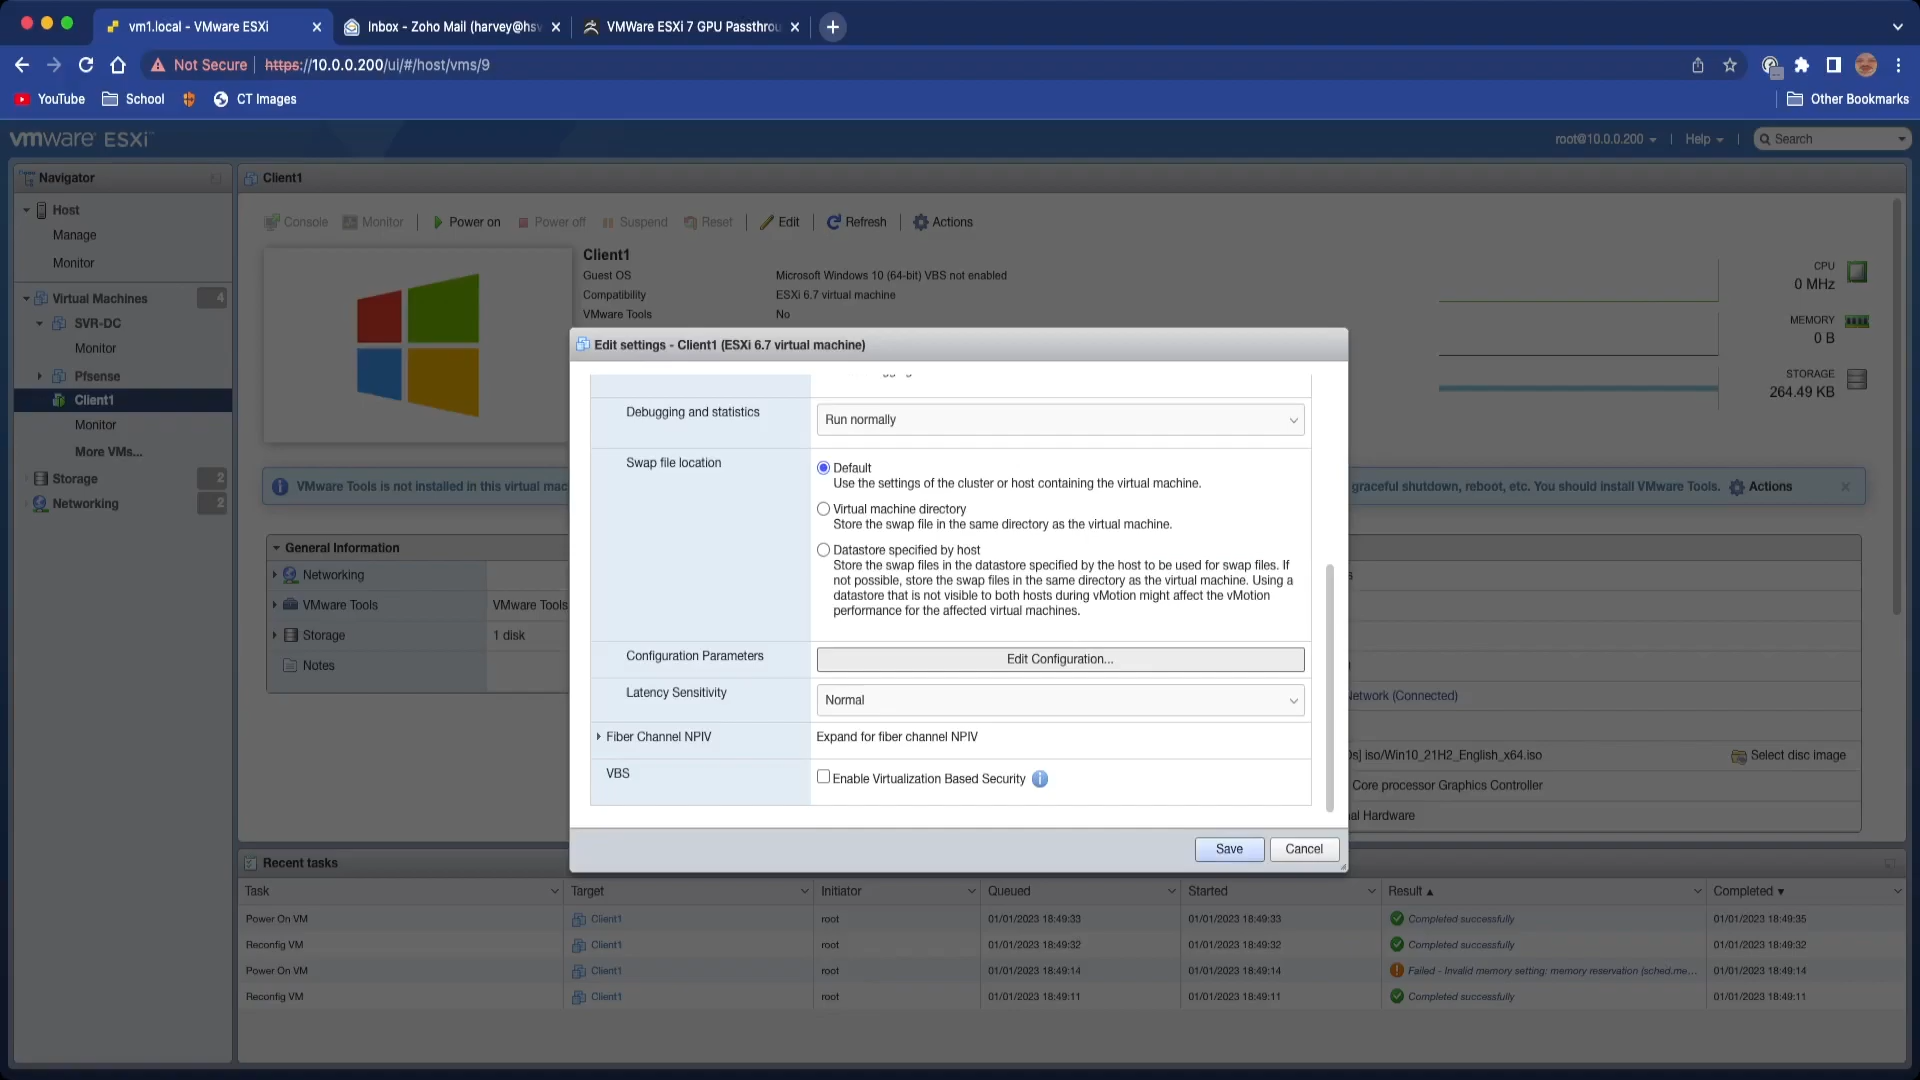 vm1.local - VMware ESXi
Inbox - Zoho Mail (harvey@hsv
VMWare ESXi 7 GPU Passthrou
Not Secure
https://10.0.0.200/ui/#/host/vms/9
YouTube
School
CT Images
Other Bookmarks
vmware ESXi
root@10.0.0.200
Help
Search
Navigator
Client1
Host
Manage
Monitor
Virtual Machines
4
SVR-DC
Monitor
Pfsense
Client1
Monitor
More VMs...
Storage
2
Networking
2
Console
Monitor
Power on
Power off
Suspend
Reset
Edit
Refresh
Actions
Client1
Guest OS
Microsoft Windows 10 (64-bit) VBS not enabled
Compatibility
ESXi 6.7 virtual machine
VMware Tools
No
CPU
0 MHz
MEMORY
0 B
STORAGE
264.49 KB
VMware Tools is not installed in this virtual mac
graceful shutdown, reboot, etc. You should install VMware Tools.
Actions
General Information
Networking
VMware Tools
VMware Tools
Storage
1 disk
Notes
Network (Connected)
iso/Win10_21H2_English_x64.iso
Select disc image
Core processor Graphics Controller
Hardware
Edit settings - Client1 (ESXi 6.7 virtual machine)
Debugging and statistics
Run normally
Swap file location
Default
Use the settings of the cluster or host containing the virtual machine.
Virtual machine directory
Store the swap file in the same directory as the virtual machine.
Datastore specified by host
Store the swap files in the datastore specified by the host to be used for swap files. If
not possible, store the swap files in the same directory as the virtual machine. Using a
datastore that is not visible to both hosts during vMotion might affect the vMotion
performance for the affected virtual machines.
Configuration Parameters
Edit Configuration...
Latency Sensitivity
Normal
Fiber Channel NPIV
Expand for fiber channel NPIV
VBS
Enable Virtualization Based Security
Save
Cancel
Recent tasks
Task
Target
Initiator
Queued
Started
Result
Completed
Power On VM
Client1
root
01/01/2023 18:49:33
01/01/2023 18:49:33
Completed successfully
01/01/2023 18:49:35
Reconfig VM
Client1
root
01/01/2023 18:49:32
01/01/2023 18:49:32
Completed successfully
01/01/2023 18:49:32
Power On VM
Client1
root
01/01/2023 18:49:14
01/01/2023 18:49:14
Failed - Invalid memory setting: memory reservation (sched.me...
01/01/2023 18:49:14
Reconfig VM
Client1
root
01/01/2023 18:49:11
01/01/2023 18:49:11
Completed successfully
01/01/2023 18:49:11